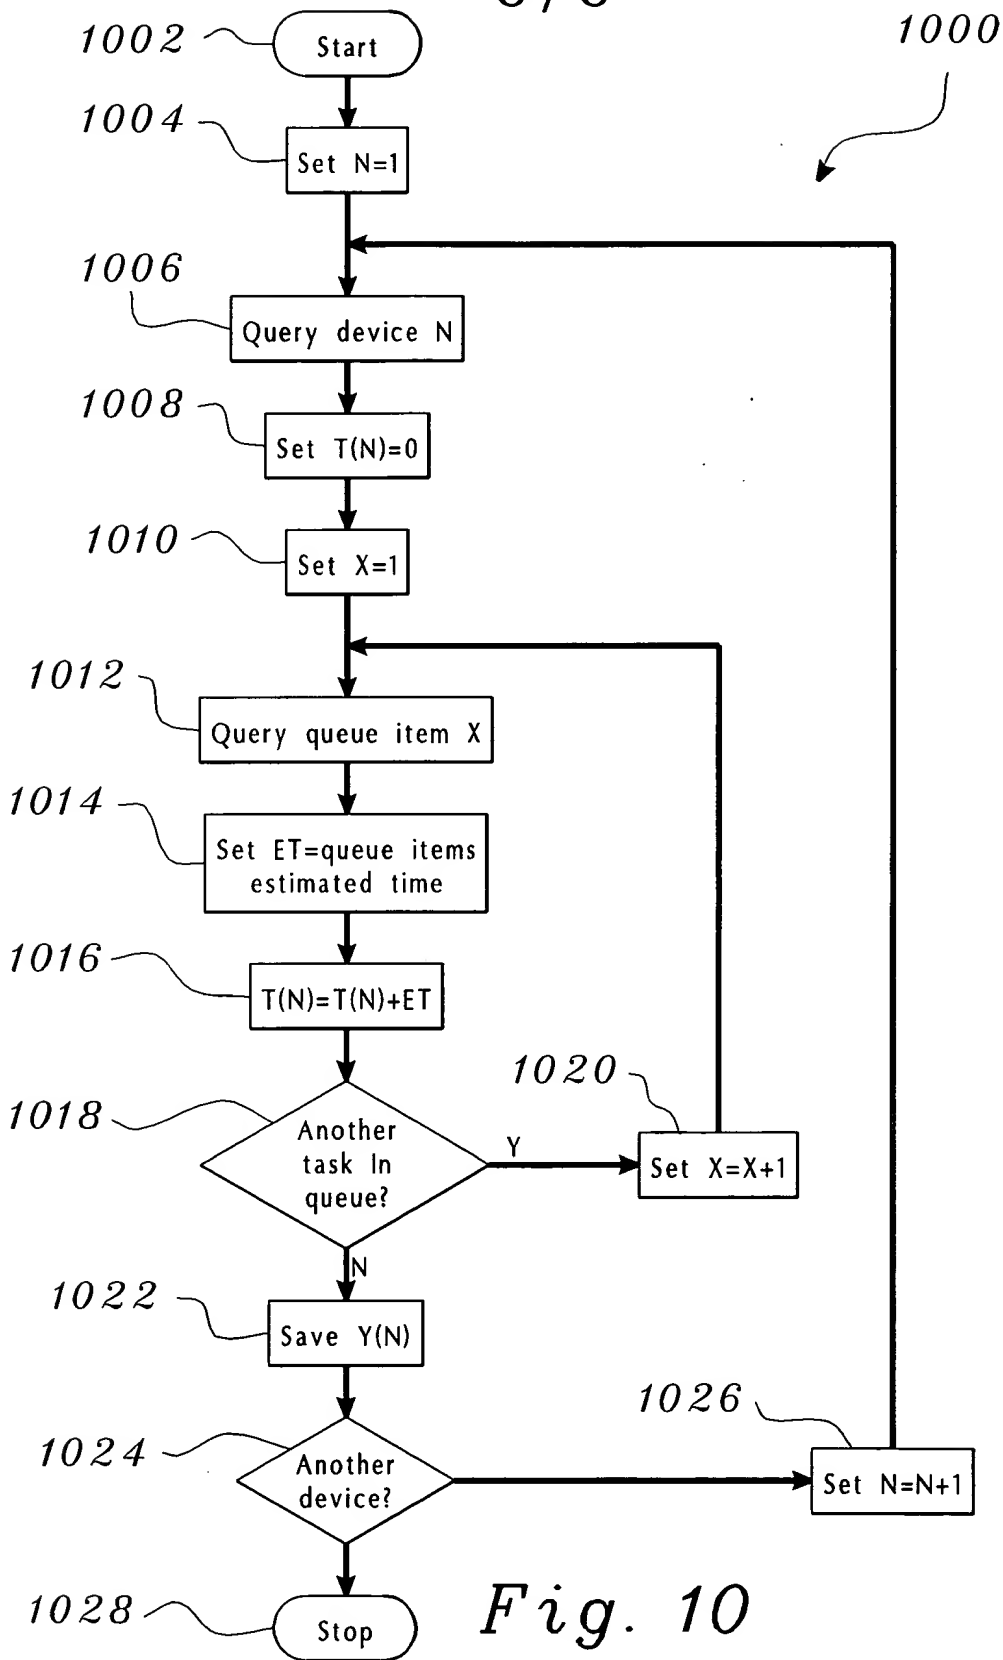 1002
Start
1000
1004
Set N=1
1006
Query device N
1008
Set T(N)=0
1010
Set X=1
1012
Query queue item X
1014
Set ET=queue items
estimated time
1016
T(N)=T(N)+ET
1018
Another
task In
queue?
Y
1020
Set X=X+1
N
1022
Save Y(N)
1024
Another
device?
1026
Set N=N+1
1028
Stop
Fig. 10